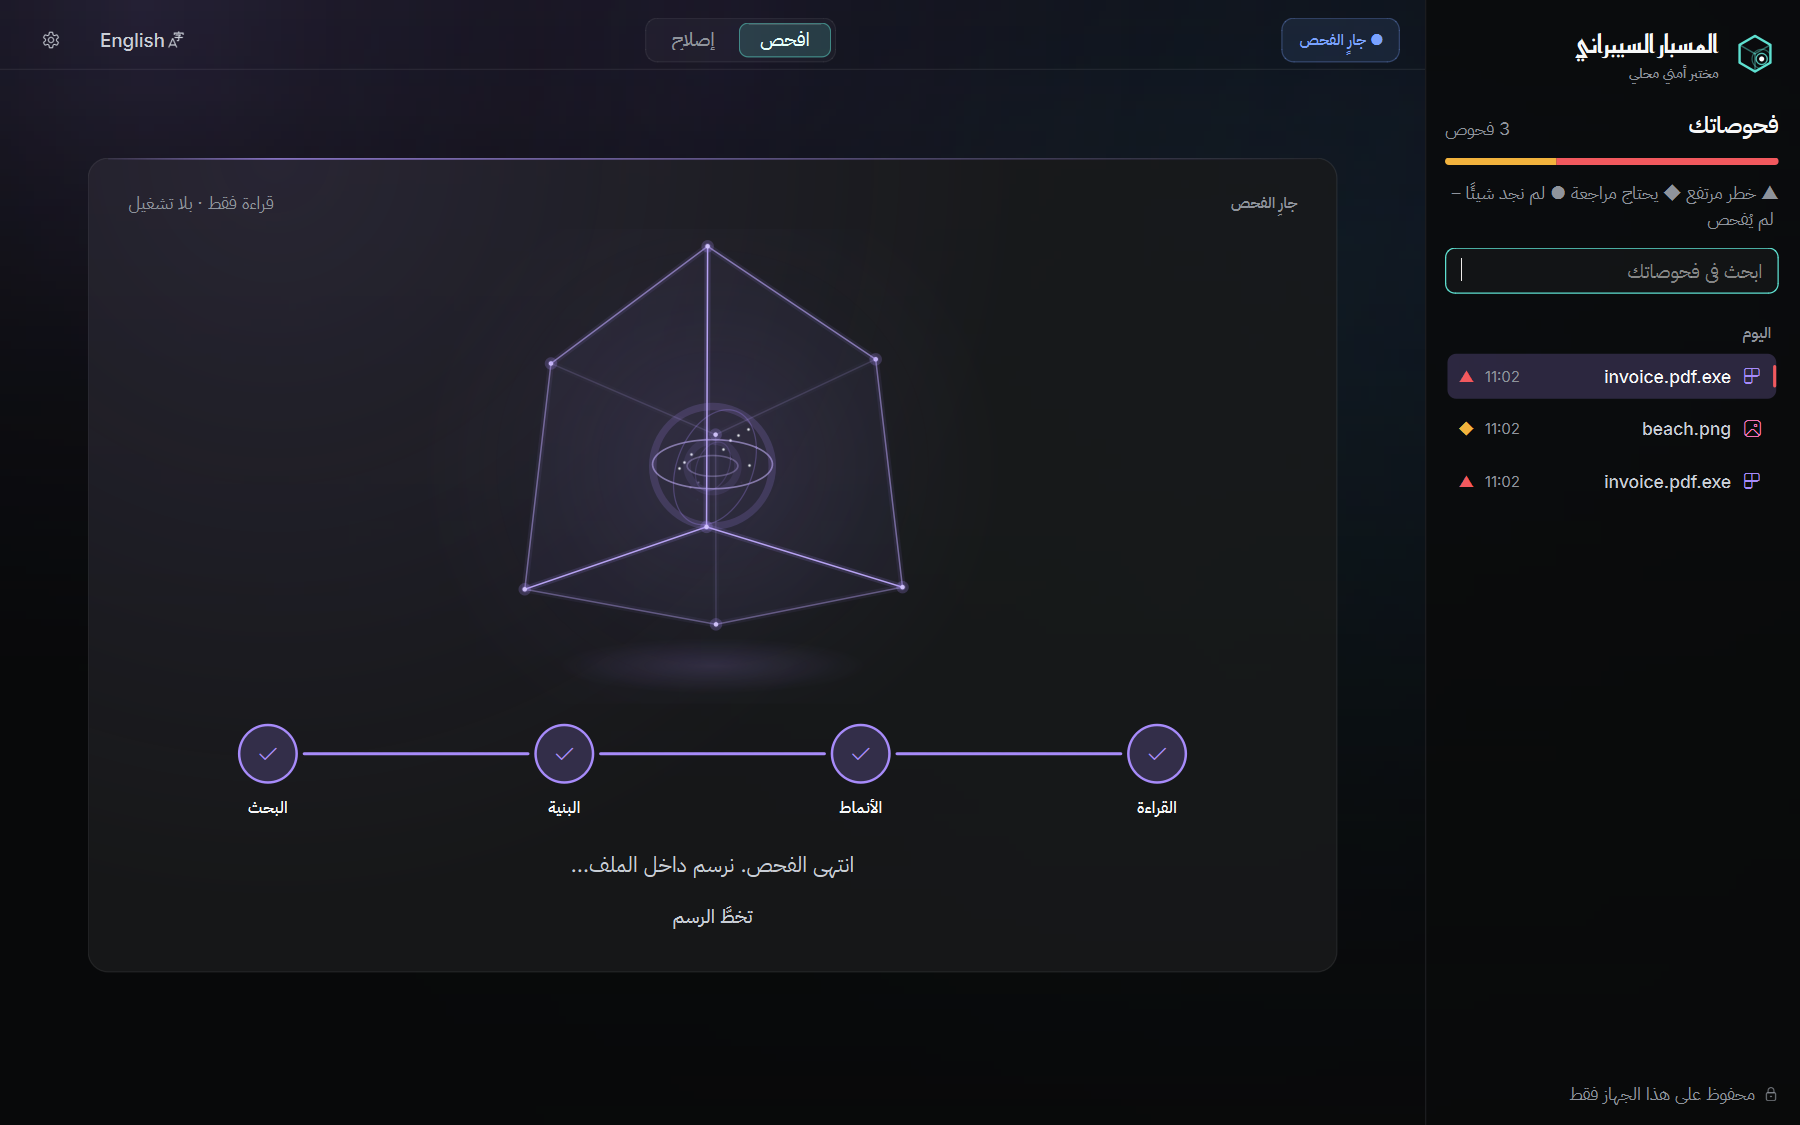 المسبار السيبراني
مختبر أمني محلي
فحوصاتك
3 فحوص
▲ خطر مرتفع ◆ يحتاج مراجعة ● لم نجد شيئًا –
لم يُفحص
ابحث في فحوصاتك
اليوم
invoice.pdf.exe 11:02
beach.png 11:02
invoice.pdf.exe 11:02
محفوظ على هذا الجهاز فقط
جارٍ الفحص
افحص
إصلاح
English
جارٍ الفحص
قراءة فقط · بلا تشغيل
القراءة
الأنماط
البنية
البحث
انتهى الفحص. نرسم داخل الملف...
تخطَّ الرسم